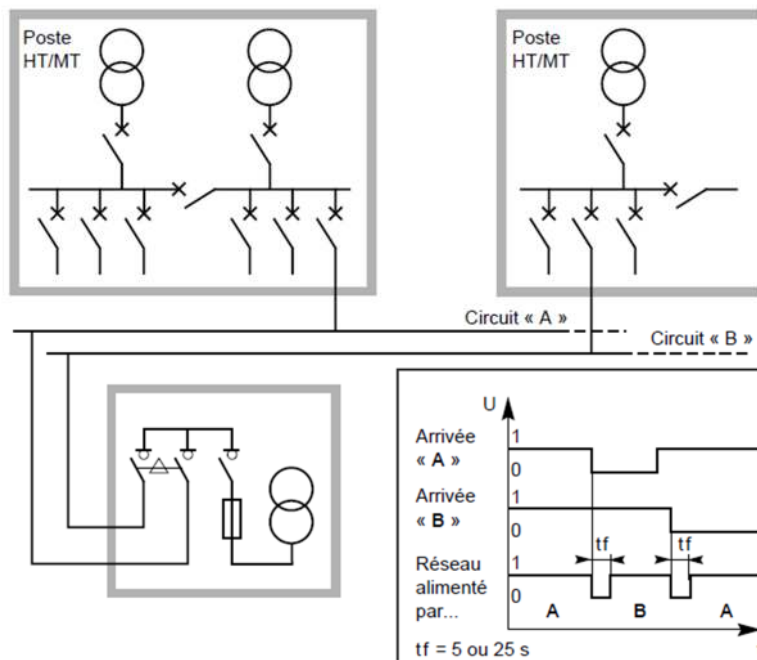 Poste
HT/MT
Poste
HT/MT
Circuit « A »
Circuit « B »
U
Arrivée
« A »
1
0
Arrivée
« B »
1
0
tf
tf
Réseau
alimenté
par...
1
0
A
B
A
tf = 5 ou 25 s